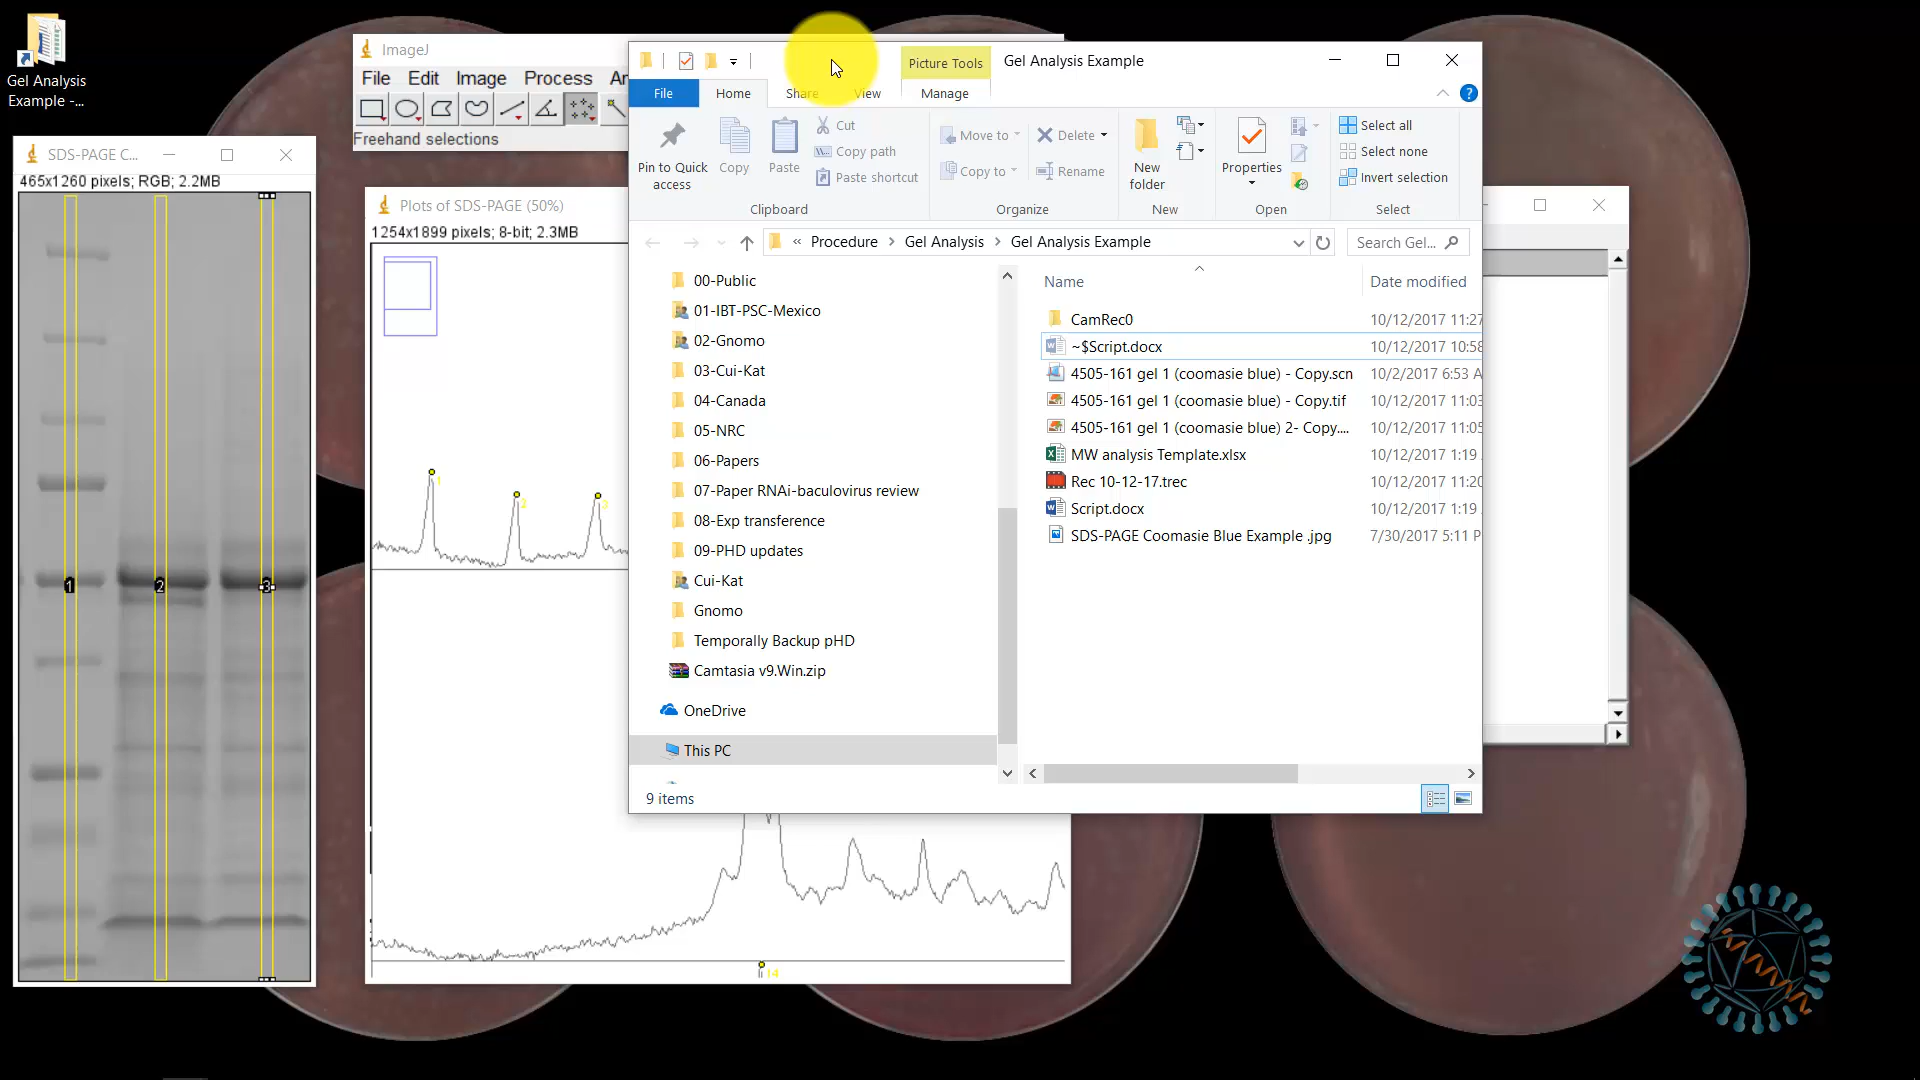 Gel Analysis
Example -...
ImageJ
File Edit Image Process
Freehand selections
SDS-PAGE C...
465x1260 pixels; RGB; 2.2MB
1
2
3
Plots of SDS-PAGE (50%)
1254x1899 pixels; 8-bit; 2.3MB
1
2
3
14
Picture Tools
Gel Analysis Example
File
Home
Share
View
Manage
Pin to Quick
access
Copy
Paste
Cut
Copy path
Paste shortcut
Clipboard
Move to
Copy to
Delete
Rename
Organize
New
folder
New
Properties
Open
Select all
Select none
Invert selection
Select
« Procedure > Gel Analysis > Gel Analysis Example
Search Gel...
00-Public
01-IBT-PSC-Mexico
02-Gnomo
03-Cui-Kat
04-Canada
05-NRC
06-Papers
07-Paper RNAi-baculovirus review
08-Exp transference
09-PHD updates
Cui-Kat
Gnomo
Temporally Backup pHD
Camtasia v9.Win.zip
OneDrive
This PC
Name Date modified
CamRec0 10/12/2017 11:27
~$Script.docx 10/12/2017 10:58
4505-161 gel 1 (coomasie blue) - Copy.scn 10/2/2017 6:53 A
4505-161 gel 1 (coomasie blue) - Copy.tif 10/12/2017 11:03
4505-161 gel 1 (coomasie blue) 2- Copy.... 10/12/2017 11:05
MW analysis Template.xlsx 10/12/2017 1:19
Rec 10-12-17.trec 10/12/2017 11:20
Script.docx 10/12/2017 1:19
SDS-PAGE Coomasie Blue Example .jpg 7/30/2017 5:11 P
9 items